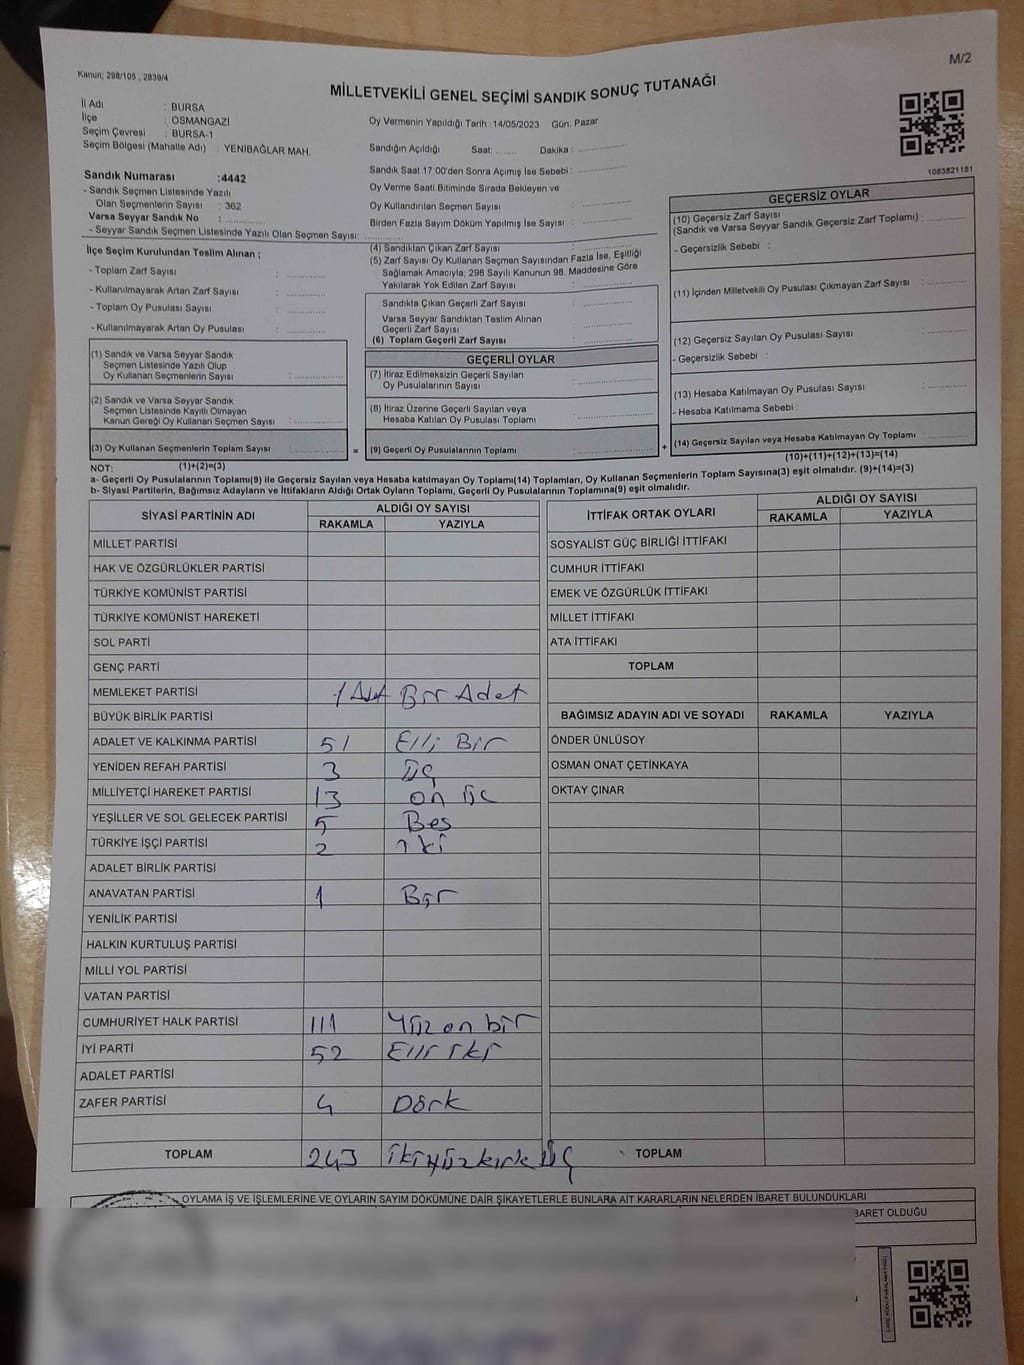 Kanun; 298/105 , 2839/4
M/2
MİLLETVEKİLİ GENEL SEÇİMİ SANDIK SONUÇ TUTANAĞI
İl Adı : BURSA
İlçe : OSMANGAZİ
Seçim Çevresi : BURSA-1
Seçim Bölgesi (Mahalle Adı) : YENİBAĞLAR MAH.
Sandık Numarası :4442
- Sandık Seçmen Listesinde Yazılı
Olan Seçmenlerin Sayısı : 362
Varsa Seyyar Sandık No :
- Seyyar Sandık Seçmen Listesinde Yazılı Olan Seçmen Sayısı:
Oy Vermenin Yapıldığı Tarih : 14/05/2023 Gün: Pazar
Sandığın Açıldığı Saat: ........ Dakika :
Sandık Saat 17:00'den Sonra Açımış İse Sebebi :
Oy Verme Saati Bitiminde Sırada Bekleyen ve
Oy Kullandırılan Seçmen Sayısı :
Birden Fazla Sayım Döküm Yapılmış İse Sayısı :
1083821181
İlçe Seçim Kurulundan Teslim Alınan ;
- Toplam Zarf Sayısı :
- Kullanılmayarak Artan Zarf Sayısı :
- Toplam Oy Pusulası :
- Kullanılmayarak Artan Oy Pusulası :
(4) Sandıktan Çıkan Zarf Sayısı :
(5) Zarf Sayısı Oy Kullanan Seçmen Sayısından Fazla İse, Eşitliği
Sağlamak Amacıyla; 298 Sayılı Kanunun 98. Maddesine Göre
Yakılarak Yok Edilen Zarf Sayısı :
Sandıkta Çıkan Geçerli Zarf Sayısı :
Varsa Seyyar Sandıktan Teslim Alınan
Geçerli Zarf Sayısı :
(6) Toplam Geçerli Zarf Sayısı :
GEÇERSİZ OYLAR
(10) Geçersiz Zarf Sayısı
(Sandık ve Varsa Seyyar Sandık Geçersiz Zarf Toplamı) :
- Geçersizlik Sebebi :
(11) İçinden Milletvekili Oy Pusulası Çıkmayan Zarf Sayısı :
(12) Geçersiz Sayılan Oy Pusulası Sayısı :
- Geçersizlik Sebebi :
(13) Hesaba Katılmayan Oy Pusulası Sayısı :
- Hesaba Katılmama Sebebi :
(14) Geçersiz Sayılan veya Hesaba Katılmayan Oy Toplamı :
(10)+(11)+(12)+(13)=(14)
(1) Sandık ve Varsa Seyyar Sandık
Seçmen Listesinde Yazılı Olup
Oy Kullanan Seçmenlerin Sayısı :
(2) Sandık ve Varsa Seyyar Sandık
Seçmen Listesinde Kayıtlı Olmayan
Kanun Gereği Oy Kullanan Seçmen Sayısı :
(3) Oy Kullanan Seçmenlerin Toplam Sayısı :
(1)+(2)=(3)
=
GEÇERLİ OYLAR
(7) İtiraz Edilmeksizin Geçerli Sayılan
Oy Pusulalarının Sayısı :
(8) İtiraz Üzerine Geçerli Sayılan veya
Hesaba Katılan Oy Pusulası Toplamı :
(9) Geçerli Oy Pusulalarının Toplamı :
+
NOT:
a- Geçerli Oy Pusulalarının Toplamı(9) ile Geçersiz Sayılan veya Hesaba katılmayan Oy Toplamı(14) Toplamları, Oy Kullanan Seçmenlerin Toplam Sayısına(3) eşit olmalıdır. (9)+(14)=(3)
b- Siyasi Partilerin, Bağımsız Adayların ve İttifakların Aldığı Ortak Oyların Toplamı, Geçerli Oy Pusulalarının Toplamına(9) eşit olmalıdır.
SİYASİ PARTİNİN ADI ALDIĞI OY SAYISI
RAKAMLA YAZIYLA
MİLLET PARTİSİ
HAK VE ÖZGÜRLÜKLER PARTİSİ
TÜRKİYE KOMÜNİST PARTİSİ
TÜRKİYE KOMÜNİST HAREKETİ
SOL PARTİ
GENÇ PARTİ
MEMLEKET PARTİSİ 1 Bir Adet
BÜYÜK BİRLİK PARTİSİ
ADALET VE KALKINMA PARTİSİ 51 Elli Bir
YENİDEN REFAH PARTİSİ 3 Üç
MİLLİYETÇİ HAREKET PARTİSİ 13 on üç
YEŞİLLER VE SOL GELECEK PARTİSİ 5 Beş
TÜRKİYE İŞÇİ PARTİSİ 2 iki
ADALET BİRLİK PARTİSİ
ANAVATAN PARTİSİ 1 Bir
YENİLİK PARTİSİ
HALKIN KURTULUŞ PARTİSİ
MİLLİ YOL PARTİSİ
VATAN PARTİSİ
CUMHURİYET HALK PARTİSİ 111 Yüz on bir
İYİ PARTİ 52 Elli iki
ADALET PARTİSİ
ZAFER PARTİSİ 4 Dörk
TOPLAM 243 ikiyüzkırk Üç
İTTİFAK ORTAK OYLARI ALDIĞI OY SAYISI
RAKAMLA YAZIYLA
SOSYALİST GÜÇ BİRLİĞİ İTTİFAKI
CUMHUR İTTİFAKI
EMEK VE ÖZGÜRLÜK İTTİFAKI
MİLLET İTTİFAKI
ATA İTTİFAKI
TOPLAM
BAĞIMSIZ ADAYIN ADI VE SOYADI RAKAMLA YAZIYLA
ÖNDER ÜNLÜSOY
OSMAN ONAT ÇETİNKAYA
OKTAY ÇINAR
TOPLAM
OYLAMA İŞ VE İŞLEMLERİNE VE OYLARIN SAYIM DÖKÜMÜNE DAİR ŞİKAYETLERLE BUNLARA AİT KARARLARIN NELERDEN İBARET BULUNDUKLARI
BARET OLDUĞU